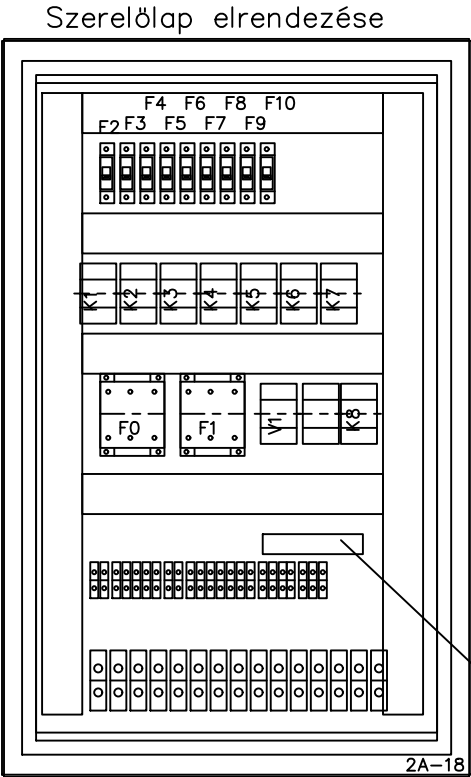 Szerelőlap elrendezése
F4 F6 F8 F10
F2 F3 F5 F7 F9
K1 K2 K3 K4 K5 K6 K7
F0 F1 V1 K8
2A-18